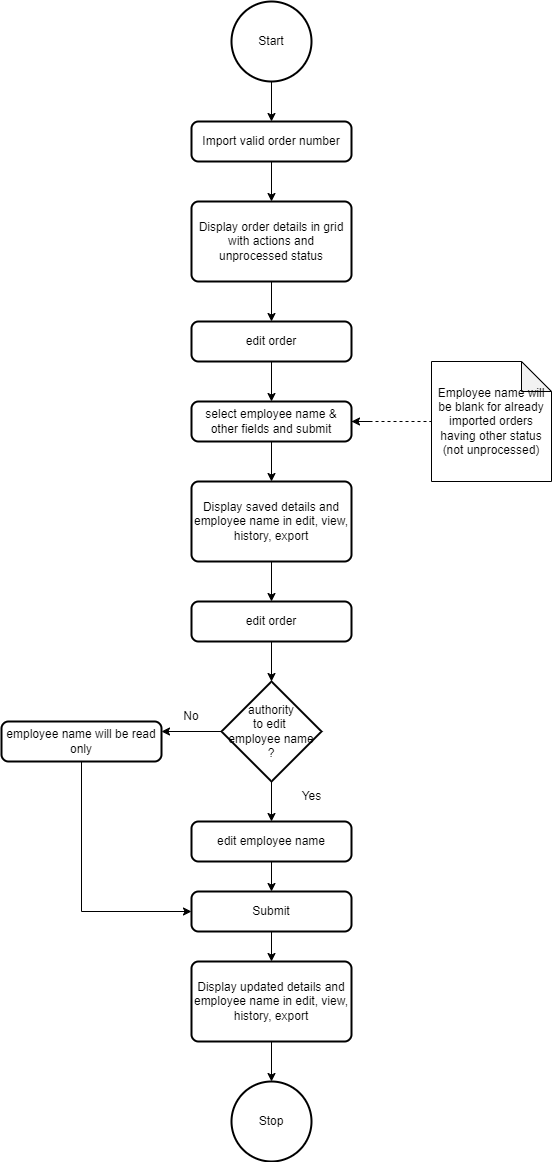 Start
Import valid order number
Display order details in grid
with actions and
unprocessed status
edit order
Employee name will
be blank for already
imported orders
having other status
(not unprocessed)
select employee name &
other fields and submit
Display saved details and
employee name in edit, view,
history, export
edit order
authority
to edit
employee name
?
No
employee name will be read
only
Yes
edit employee name
Submit
Display updated details and
employee name in edit, view,
history, export
Stop